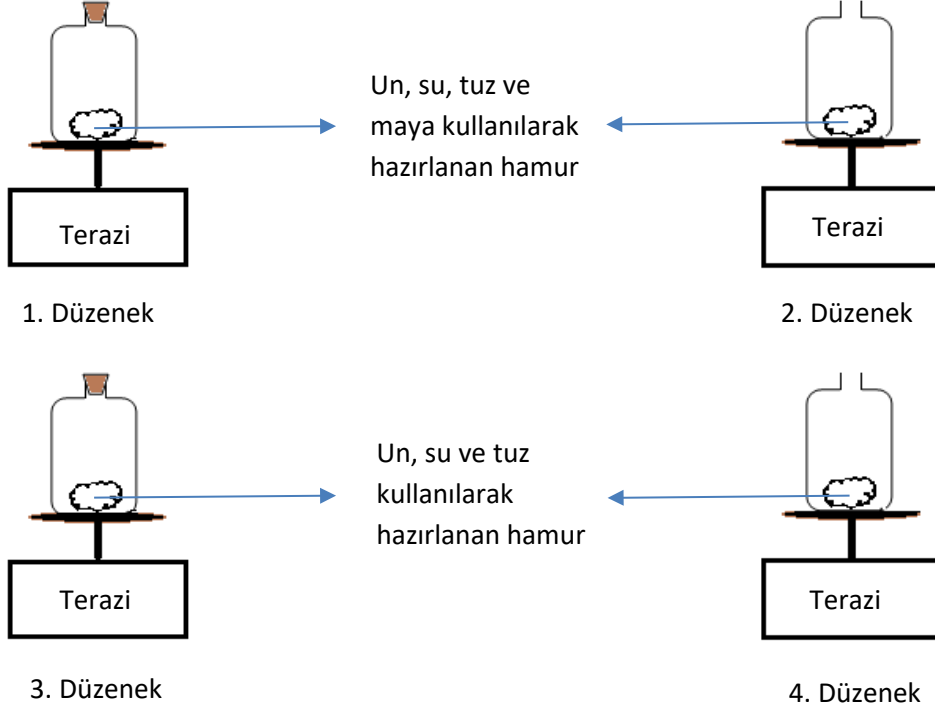 Un, su, tuz ve
maya kullanılarak
hazırlanan hamur
Terazi
Terazi
1. Düzenek
2. Düzenek
Un, su ve tuz
kullanılarak
hazırlanan hamur
Terazi
Terazi
3. Düzenek
4. Düzenek